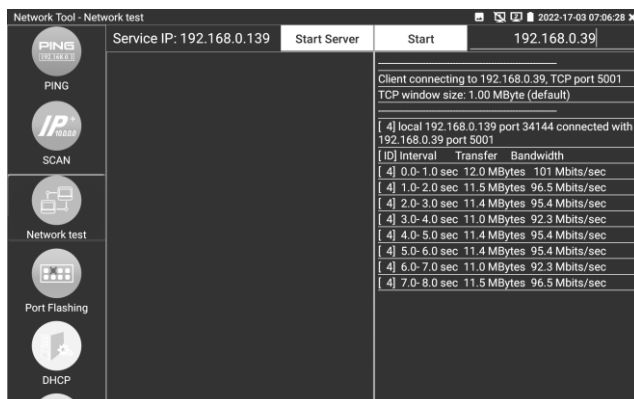 Network Tool - Network test
2022-17-03 07:06:28
PING
192.168.0.1
PING
IP
10.0.0.0
SCAN
Network test
Port Flashing
DHCP
Service IP: 192.168.0.139
Start Server
Start
192.168.0.39
Client connecting to 192.168.0.39, TCP port 5001
TCP window size: 1.00 MByte (default)
[ 4] local 192.168.0.139 port 34144 connected with
192.168.0.39 port 5001
[ ID] Interval Transfer Bandwidth
[ 4] 0.0- 1.0 sec 12.0 MBytes 101 Mbits/sec
[ 4] 1.0- 2.0 sec 11.5 MBytes 96.5 Mbits/sec
[ 4] 2.0- 3.0 sec 11.4 MBytes 95.4 Mbits/sec
[ 4] 3.0- 4.0 sec 11.0 MBytes 92.3 Mbits/sec
[ 4] 4.0- 5.0 sec 11.4 MBytes 95.4 Mbits/sec
[ 4] 5.0- 6.0 sec 11.4 MBytes 95.4 Mbits/sec
[ 4] 6.0- 7.0 sec 11.0 MBytes 92.3 Mbits/sec
[ 4] 7.0- 8.0 sec 11.5 MBytes 96.5 Mbits/sec